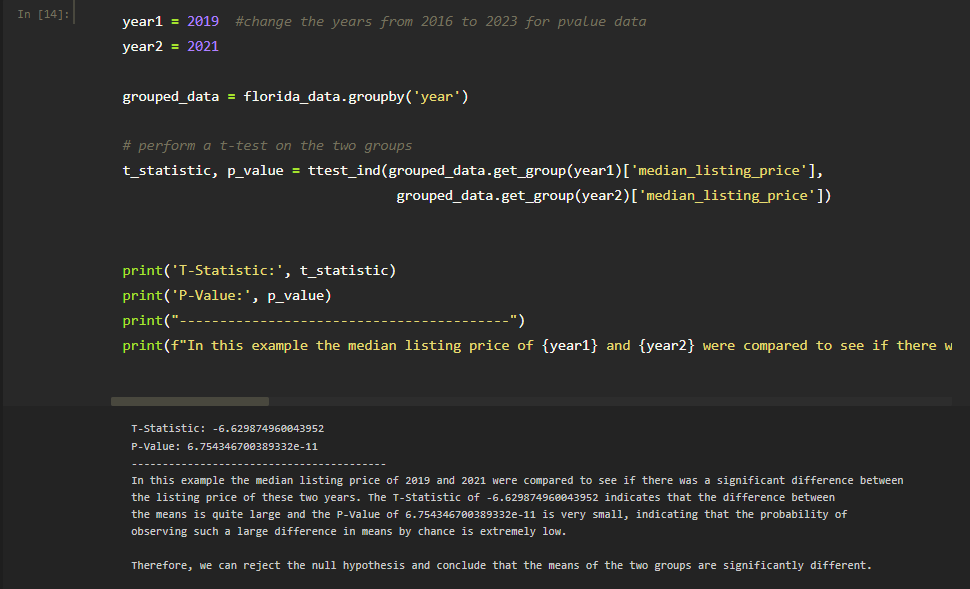 In [14]:
year1 = 2019  #change the years from 2016 to 2023 for pvalue data
year2 = 2021
grouped_data = florida_data.groupby('year')
# perform a t-test on the two groups
t_statistic, p_value = ttest_ind(grouped_data.get_group(year1)['median_listing_price'],
grouped_data.get_group(year2)['median_listing_price'])
print('T-Statistic:', t_statistic)
print('P-Value:', p_value)
print("-----------------------------------------")
print(f"In this example the median listing price of {year1} and {year2} were compared to see if there w
T-Statistic: -6.629874960043952
P-Value: 6.754346700389332e-11
-----------------------------------------
In this example the median listing price of 2019 and 2021 were compared to see if there was a significant difference between
the listing price of these two years. The T-Statistic of -6.629874960043952 indicates that the difference between
the means is quite large and the P-Value of 6.754346700389332e-11 is very small, indicating that the probability of
observing such a large difference in means by chance is extremely low.
Therefore, we can reject the null hypothesis and conclude that the means of the two groups are significantly different.